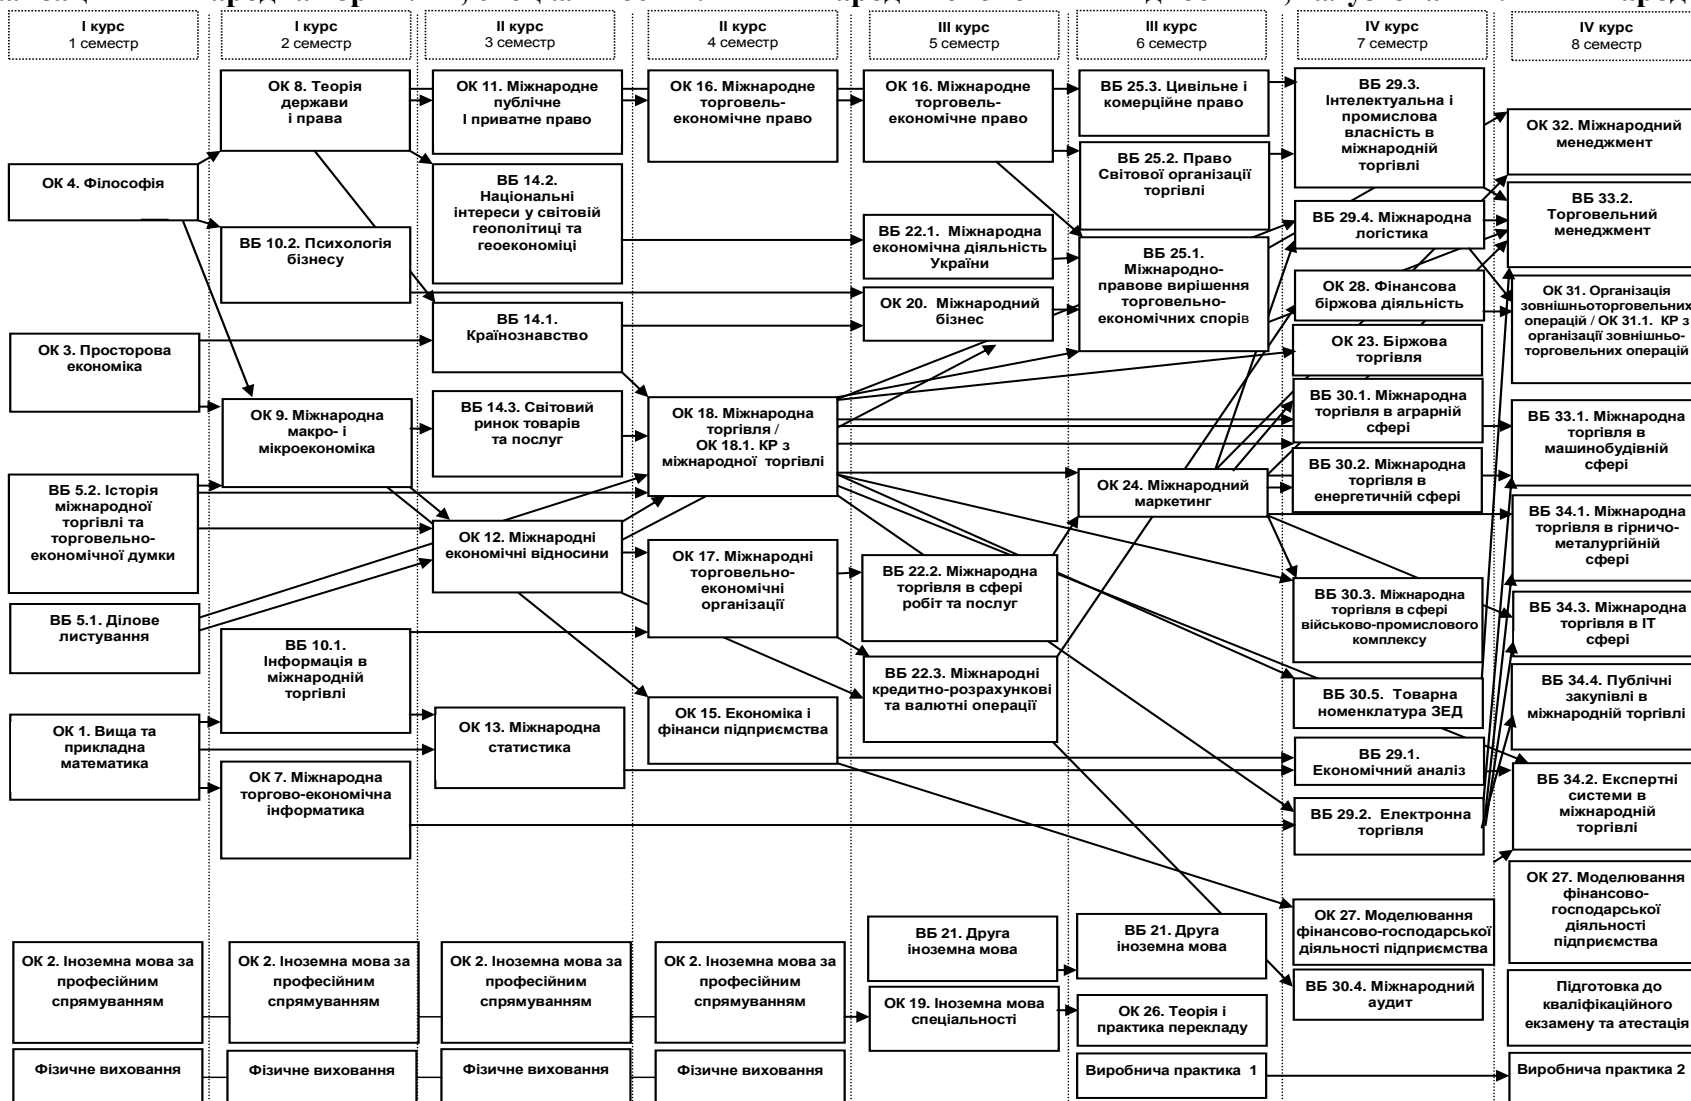 І курс
1 семестр
І курс
2 семестр
ІІ курс
3 семестр
ІІ курс
4 семестр
ІІІ курс
5 семестр
ІІІ курс
6 семестр
IV курс
7 семестр
IV курс
8 семестр
ОК 4. Філософія
ОК 3. Просторова
економіка
ВБ 5.2. Історія
міжнародної
торгівлі та
торговельно-
економічної думки
ВБ 5.1. Ділове
листування
ОК 1. Вища та
прикладна
математика
ОК 2. Іноземна мова за
професійним
спрямуванням
Фізичне виховання
ОК 8. Теорія
держави
і права
ВБ 10.2. Психологія
бізнесу
ОК 9. Міжнародна
макро- і
мікроекономіка
ВБ 10.1.
Інформація в
міжнародній
торгівлі
ОК 7. Міжнародна
торгово-економічна
інформатика
ОК 2. Іноземна мова за
професійним
спрямуванням
Фізичне виховання
ОК 11. Міжнародне
публічне
І приватне право
ВБ 14.2.
Національні
інтереси у світовій
геополітиці та
геоекономіці
ВБ 14.1.
Країнознавство
ВБ 14.3. Світовий
ринок товарів
та послуг
ОК 12. Міжнародні
економічні відносини
ОК 13. Міжнародна
статистика
ОК 2. Іноземна мова за
професійним
спрямуванням
Фізичне виховання
ОК 16. Міжнародне
торговель-
економічне право
ОК 18. Міжнародна
торгівля /
ОК 18.1. КР з
міжнародної торгівлі
ОК 17. Міжнародні
торговельно-
економічні
організації
ОК 15. Економіка і
фінанси підприємства
ОК 2. Іноземна мова за
професійним
спрямуванням
Фізичне виховання
ОК 16. Міжнародне
торговель-
економічне право
ВБ 22.1. Міжнародна
економічна діяльність
України
ОК 20. Міжнародний
бізнес
ВБ 22.2. Міжнародна
торгівля в сфері
робіт та послуг
ВБ 22.3. Міжнародні
кредитно-розрахункові
та валютні операції
ВБ 21. Друга
іноземна мова
ОК 19. Іноземна мова
спеціальності
ВБ 25.3. Цивільне і
комерційне право
ВБ 25.2. Право
Світової організації
торгівлі
ВБ 25.1.
Міжнародно-
правове вирішення
торговельно-
економічних спорів
ОК 24. Міжнародний
маркетинг
ВБ 21. Друга
іноземна мова
ОК 26. Теорія і
практика перекладу
Виробнича практика 1
ВБ 29.3.
Інтелектуальна і
промислова
власність в
міжнародній
торгівлі
ВБ 29.4. Міжнародна
логістика
ОК 28. Фінансова
біржова діяльність
ОК 23. Біржова
торгівля
ВБ 30.1. Міжнародна
торгівля в аграрній
сфері
ВБ 30.2. Міжнародна
торгівля в
енергетичній сфері
ВБ 30.3. Міжнародна
торгівля в сфері
військово-промислового
комплексу
ВБ 30.5. Товарна
номенклатура ЗЕД
ВБ 29.1.
Економічний аналіз
ВБ 29.2. Електронна
торгівля
ОК 27. Моделювання
фінансово-господарської
діяльності підприємства
ВБ 30.4. Міжнародний
аудит
ОК 32. Міжнародний
менеджмент
ВБ 33.2.
Торговельний
менеджмент
ОК 31. Організація
зовнішньоторговельних
операцій / ОК 31.1. КР з
організації зовнішньо-
торговельних операцій
ВБ 33.1. Міжнародна
торгівля в
машинобудівній
сфері
ВБ 34.1. Міжнародна
торгівля в гірничо-
металургійній
сфері
ВБ 34.3. Міжнародна
торгівля в ІТ
сфері
ВБ 34.4. Публічні
закупівлі в
міжнародній торгівлі
ВБ 34.2. Експертні
системи в
міжнародній
торгівлі
ОК 27. Моделювання
фінансово-
господарської
діяльності
підприємства
Підготовка до
кваліфікаційного
екзамену та атестація
Виробнича практика 2